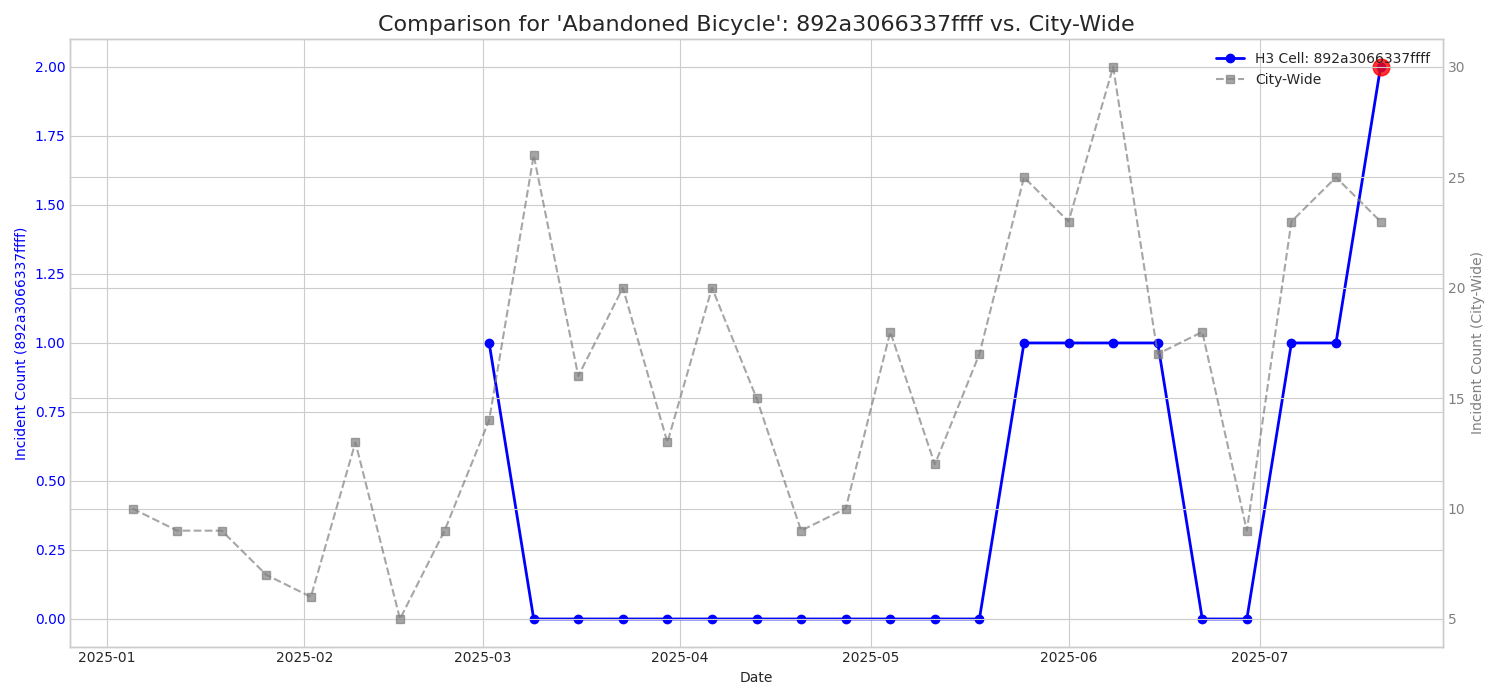 Comparison for 'Abandoned Bicycle': 892a3066337ffff vs. City-Wide
H3 Cell: 892a3066337ffff
City-Wide
Incident Count (892a3066337ffff)
2.00
1.75
1.50
1.25
1.00
0.75
0.50
0.25
0.00
30
25
20
15
10
5
Incident Count (City-Wide)
2025-01 2025-02 2025-03 2025-04 2025-05 2025-06 2025-07
Date